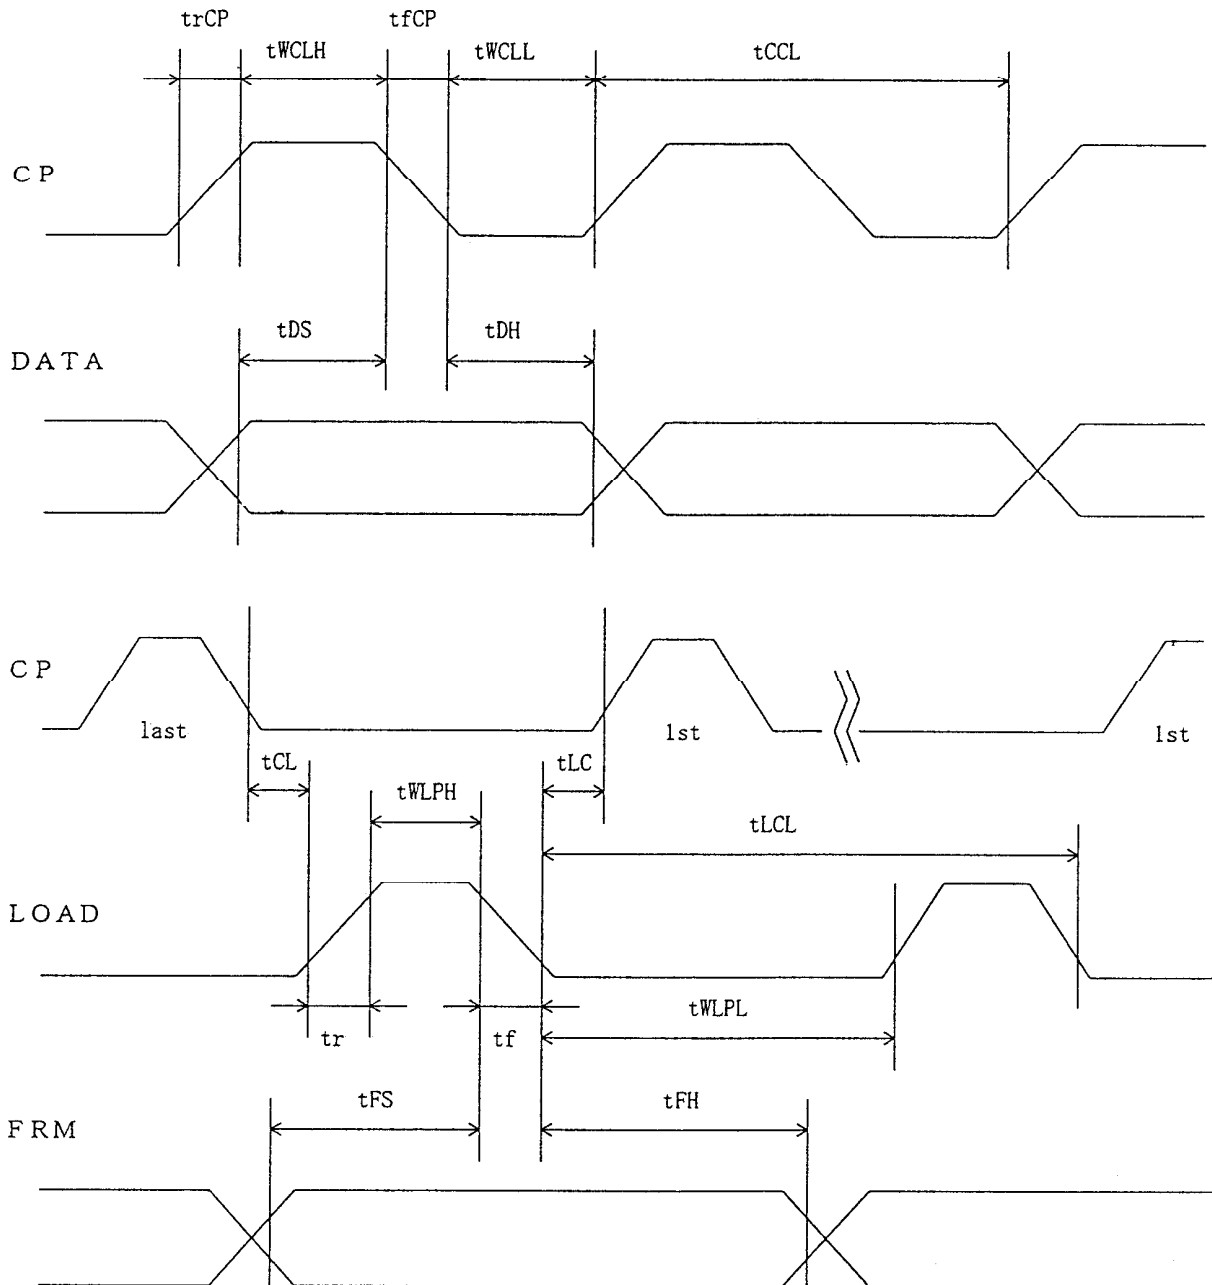 trCP tfCP
tWCLH tWCLL tCCL
CP
tDS tDH
DATA
CP
last 1st 1st
tCL tLC
tWLPH
tLCL
LOAD
tWLPL
tr tf
tFS tFH
FRM